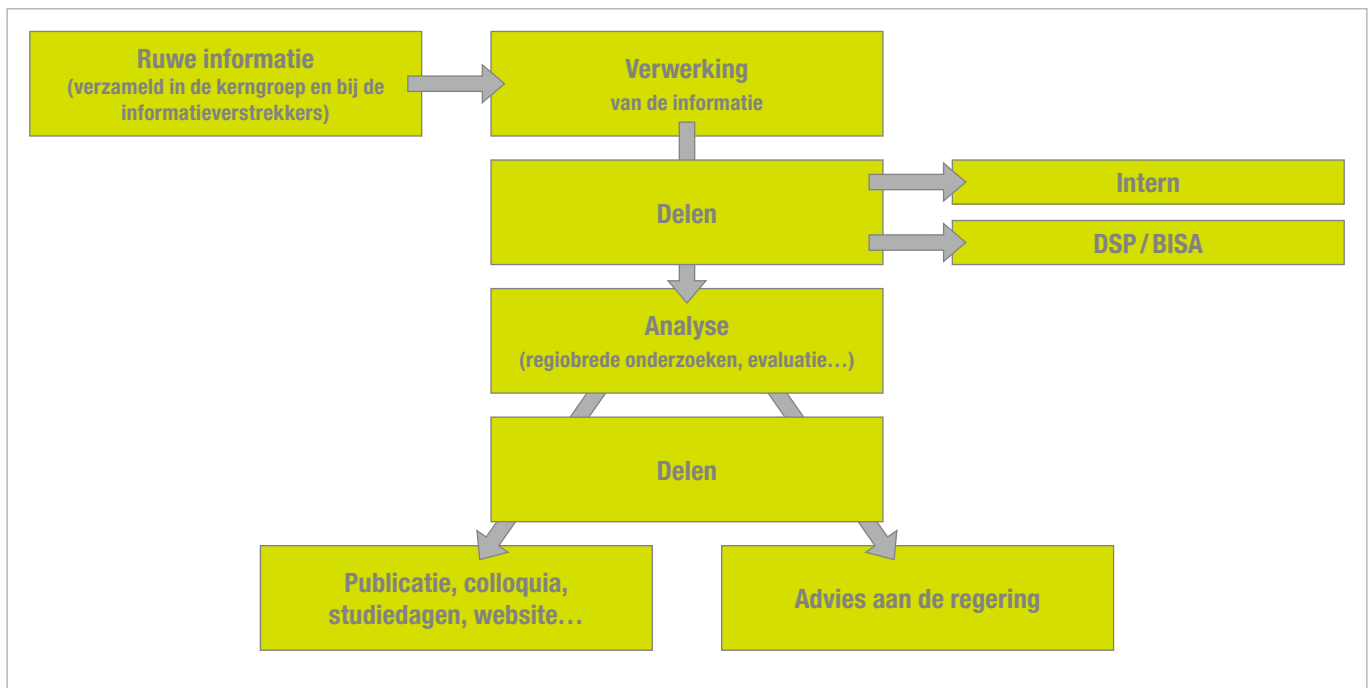 Ruwe informatie
(verzameld in de kerngroep en bij de
informatieverstrekkers)
Verwerking
van de informatie
Delen
Intern
DSP / BISA
Analyse
(regiobrede onderzoeken, evaluatie…)
Delen
Publicatie, colloquia,
studiedagen, website…
Advies aan de regering